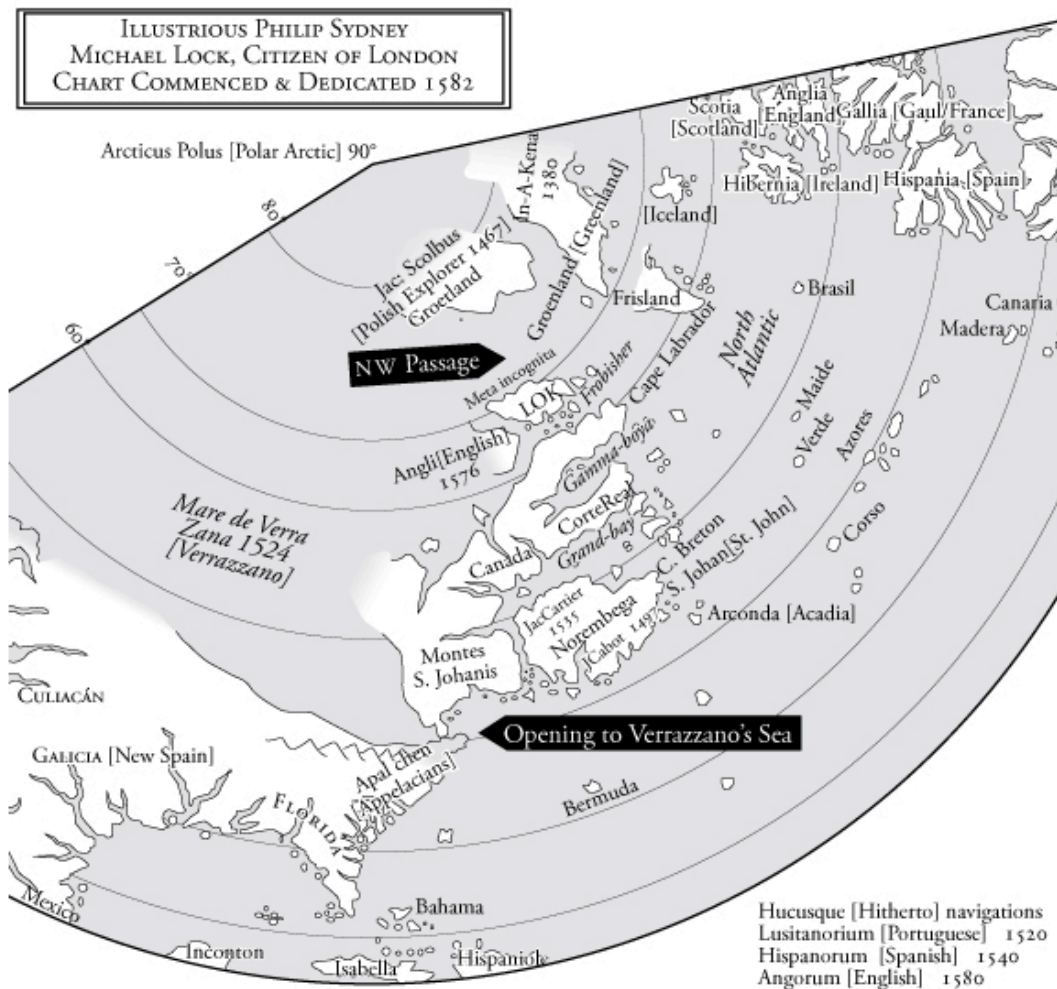 ILLUSTRIOUS PHILIP SYDNEY
MICHAEL LOCK, CITIZEN OF LONDON
CHART COMMENCED & DEDICATED 1582
Arcticus Polus [Polar Arctic] 90°
80°
70°
60°
Scotia
[Scotland]
Anglia
[England]
Gallia [Gaul/France]
Hibernia [Ireland]
Hispania [Spain]
In-A-Kena
1380
Groenland [Greenland]
[Iceland]
Jac: Scolbus
[Polish Explorer 1467]
Groetland
Frisland
Brasil
Canaria
Madera
NW Passage
Meta incognita
LOK
Frobisher
Cape Labrador
North
Atlantic
Maide
Verde
Azores
Corso
Angli[English]
1576
Gamma-bôyà
CorteReal
Grand-bay
Canada
C. Breton
S. Johan[St. John]
Arconda [Acadia]
Mare de Verra
Zana 1524
[Verrazzano]
JacCartier
1535
Norembega
JCabot 1497
Montes
S. Johanis
CULIACÁN
Opening to Verrazzano's Sea
GALICIA [New Spain]
Apal chen
[Appelacians]
FLORIDA
Bermuda
Mexico
Bahama
Inconton
Isabella
Hispaniole
Hucusque [Hitherto] navigations
Lusitanorium [Portuguese] 1520
Hispanorum [Spanish] 1540
Angorum [English] 1580